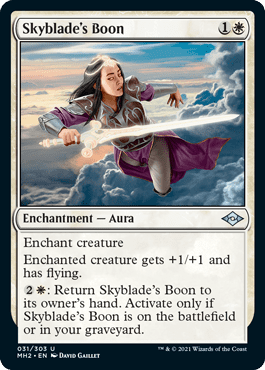 Skyblade's Boon 1
Enchantment — Aura
Enchant creature
Enchanted creature gets +1/+1 and
has flying.
2: Return Skyblade's Boon to
its owner's hand. Activate only if
Skyblade's Boon is on the battlefield
or in your graveyard.
031/303 U
MH2 • EN DAVID GAILLET
™ & © 2021 Wizards of the Coast